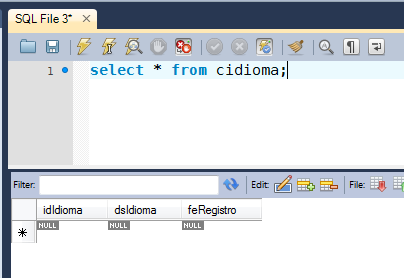 SQL File 3* ×
1 select * from cidioma;
Filter: Edit: File:
idIdioma dsIdioma feRegistro
* NULL NULL NULL